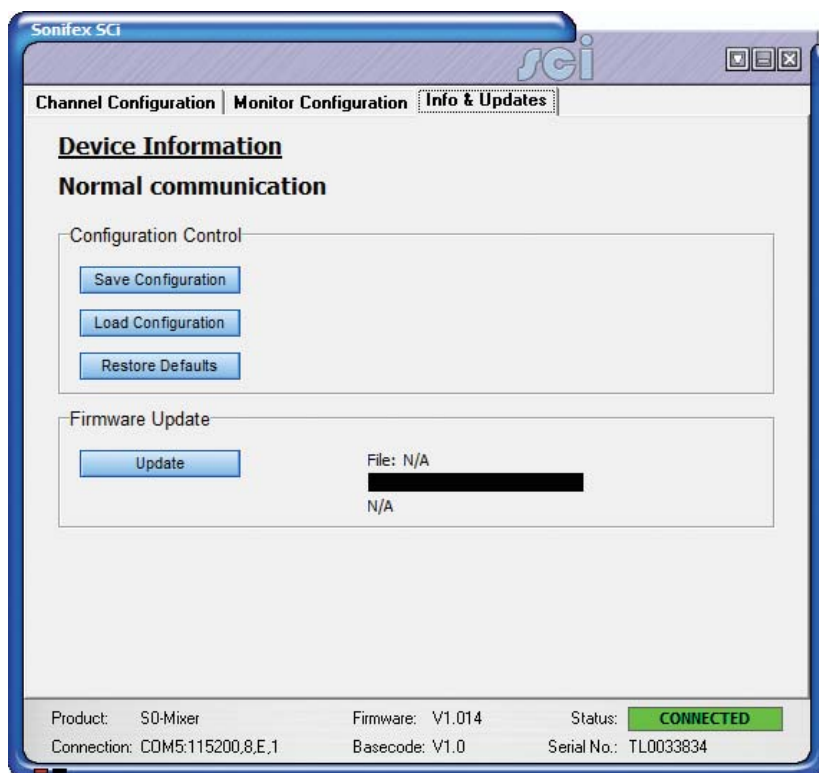 Sonifex SCi
sci
Channel Configuration Monitor Configuration Info & Updates
Device Information
Normal communication
Configuration Control
Save Configuration
Load Configuration
Restore Defaults
Firmware Update
Update
File: N/A
N/A
Product: S0-Mixer Firmware: V1.014 Status: CONNECTED
Connection: COM5:115200,8,E,1 Basecode: V1.0 Serial No.: TL0033834